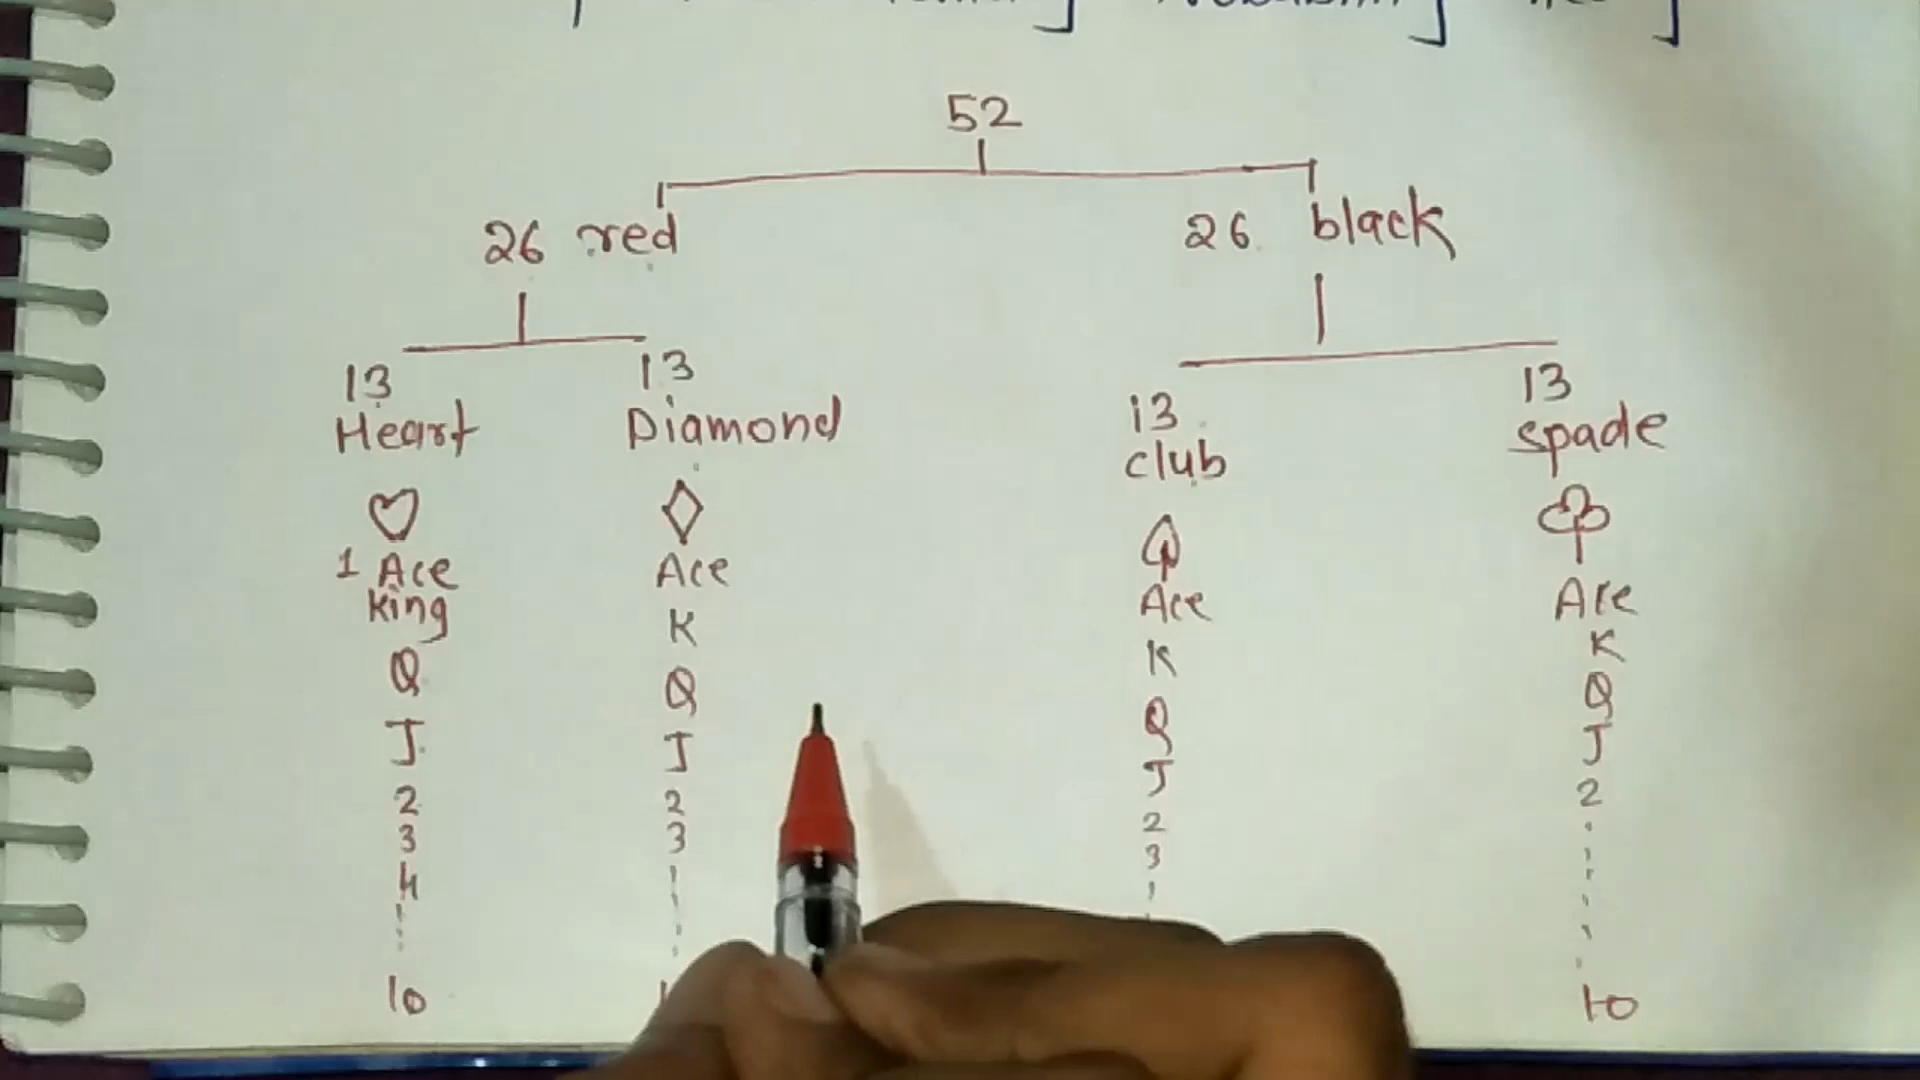 52
26 red
26 black
13
Heart
13
Diamond
13
club
13
spade
1 Ace
King
Q
J
2
3
4
10
Ace
K
Q
J
2
3
Ace
K
Q
J
2
3
Ace
K
Q
J
2
10